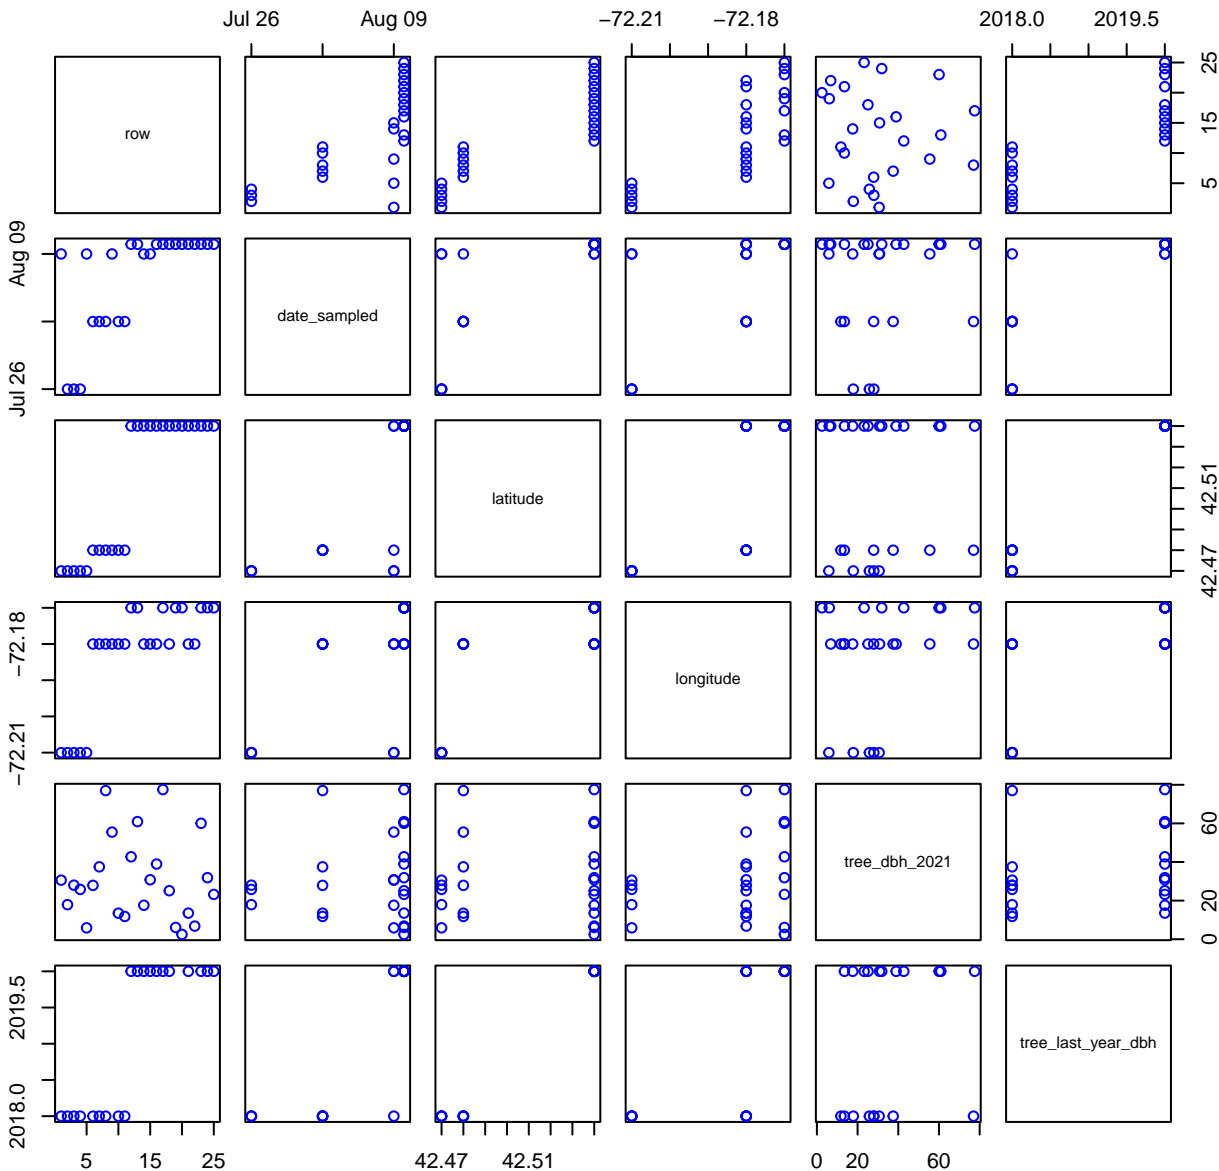 Jul 26 Aug 09 −72.21 −72.18 2018.0 2019.5
row
5 15 25
date_sampled
Jul 26 Aug 09
latitude
42.47 42.51
longitude
−72.21 −72.18
tree_dbh_2021
0 20 60
tree_last_year_dbh
2018.0 2019.5
5 15 25 42.47 42.51 0 20 60